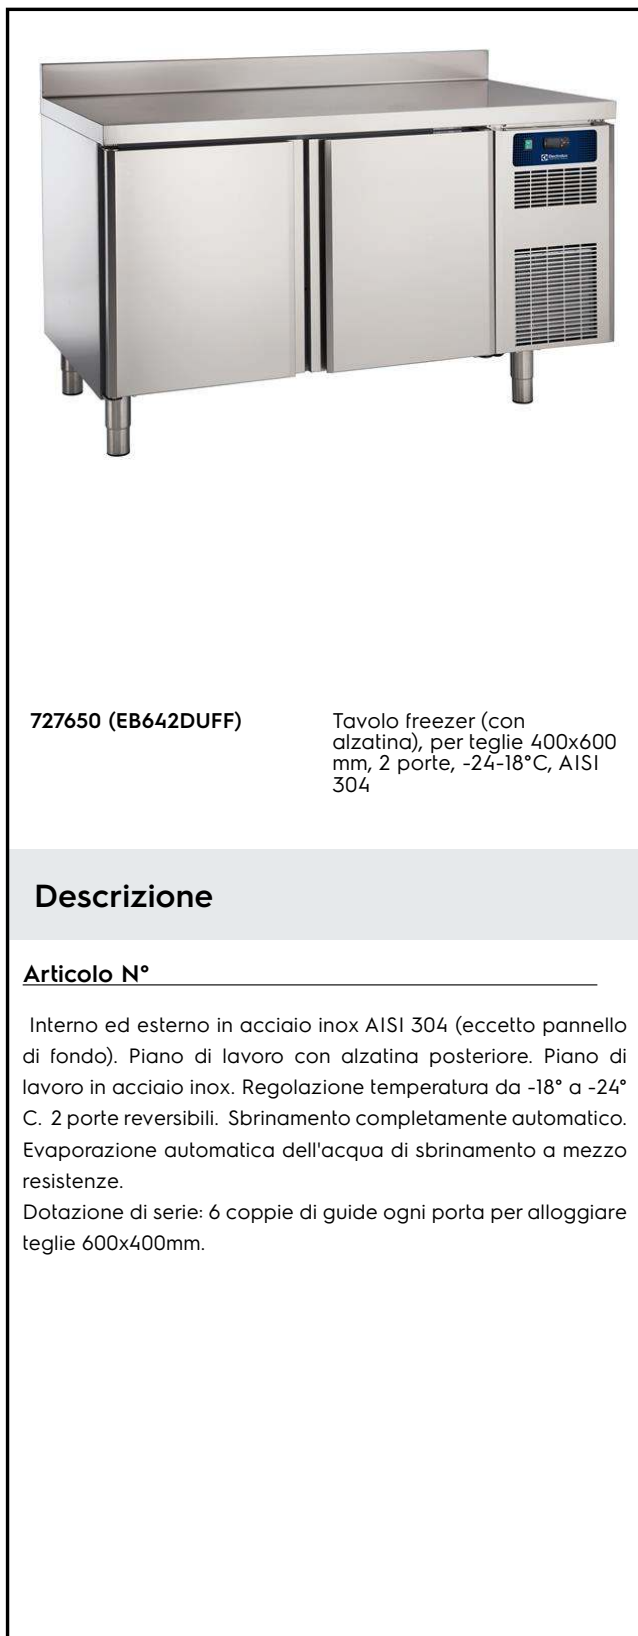 Electrolux
727650 (EB642DUFF)
Tavolo freezer (con
alzatina), per teglie 400x600
mm, 2 porte, -24-18°C, AISI
304
Descrizione
Articolo N°
Interno ed esterno in acciaio inox AISI 304 (eccetto pannello
di fondo). Piano di lavoro con alzatina posteriore. Piano di
lavoro in acciaio inox. Regolazione temperatura da -18° a -24°
C. 2 porte reversibili. Sbrinamento completamente automatico.
Evaporazione automatica dell'acqua di sbrinamento a mezzo
resistenze.
Dotazione di serie: 6 coppie di guide ogni porta per alloggiare
teglie 600x400mm.